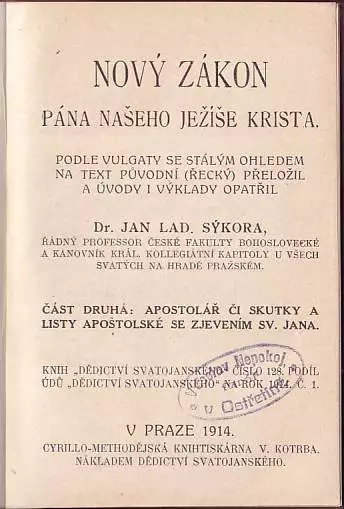 NOVÝ ZÁKON
PÁNA NAŠEHO JEŽÍŠE KRISTA.
PODLE VULGATY SE STÁLÝM OHLEDEM
NA TEXT PŮVODNÍ (ŘECKÝ) PŘELOŽIL
A ÚVODY I VÝKLADY OPATŘIL
Dr. JAN LAD. SÝKORA,
ŘÁDNÝ PROFESSOR ČESKÉ FAKULTY BOHOSLOVECKÉ
A KANOVNÍK KRÁL. KOLLEGIÁTNÍ KAPITOLY U VŠECH
SVATÝCH NA HRADĚ PRAŽSKÉM.
ČÁST DRUHÁ: APOSTOLÁŘ ČI SKUTKY A
LISTY APOŠTOLSKÉ SE ZJEVENÍM SV. JANA.
KNIH „DĚDICTVÍ SVATOJANSKÉHO“ ČÍSLO 128. PODÍL
ÚDŮ „DĚDICTVÍ SVATOJANSKÉHO“ NA ROK 1914. Č. 1.
Nepokoj
v Ostřetíně
V PRAZE 1914.
CYRILLO-METHODĚJSKÁ KNIHTISKÁRNA V. KOTRBA.
NÁKLADEM DĚDICTVÍ SVATOJANSKÉHO.